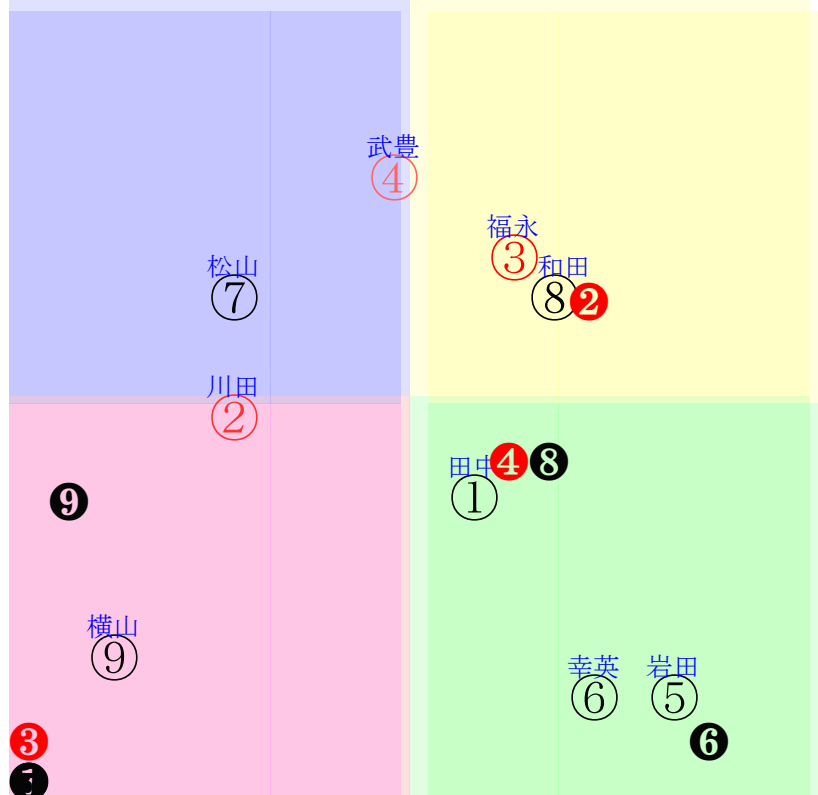 武豊
④
福永
③
松山
⑦
和田
⑧ ❷
川田
②
田中 ❹ ❽
①
❾
横山
⑨
幸英 岩田
⑥ ⑤
❸ ❻